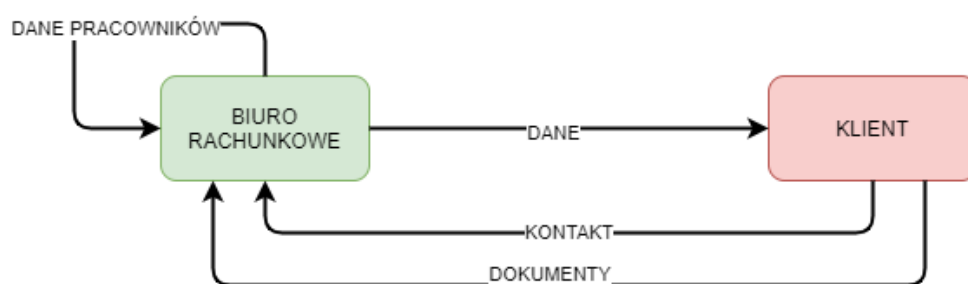 DANE PRACOWNIKÓW
BIURO
RACHUNKOWE
DANE
KLIENT
KONTAKT
DOKUMENTY